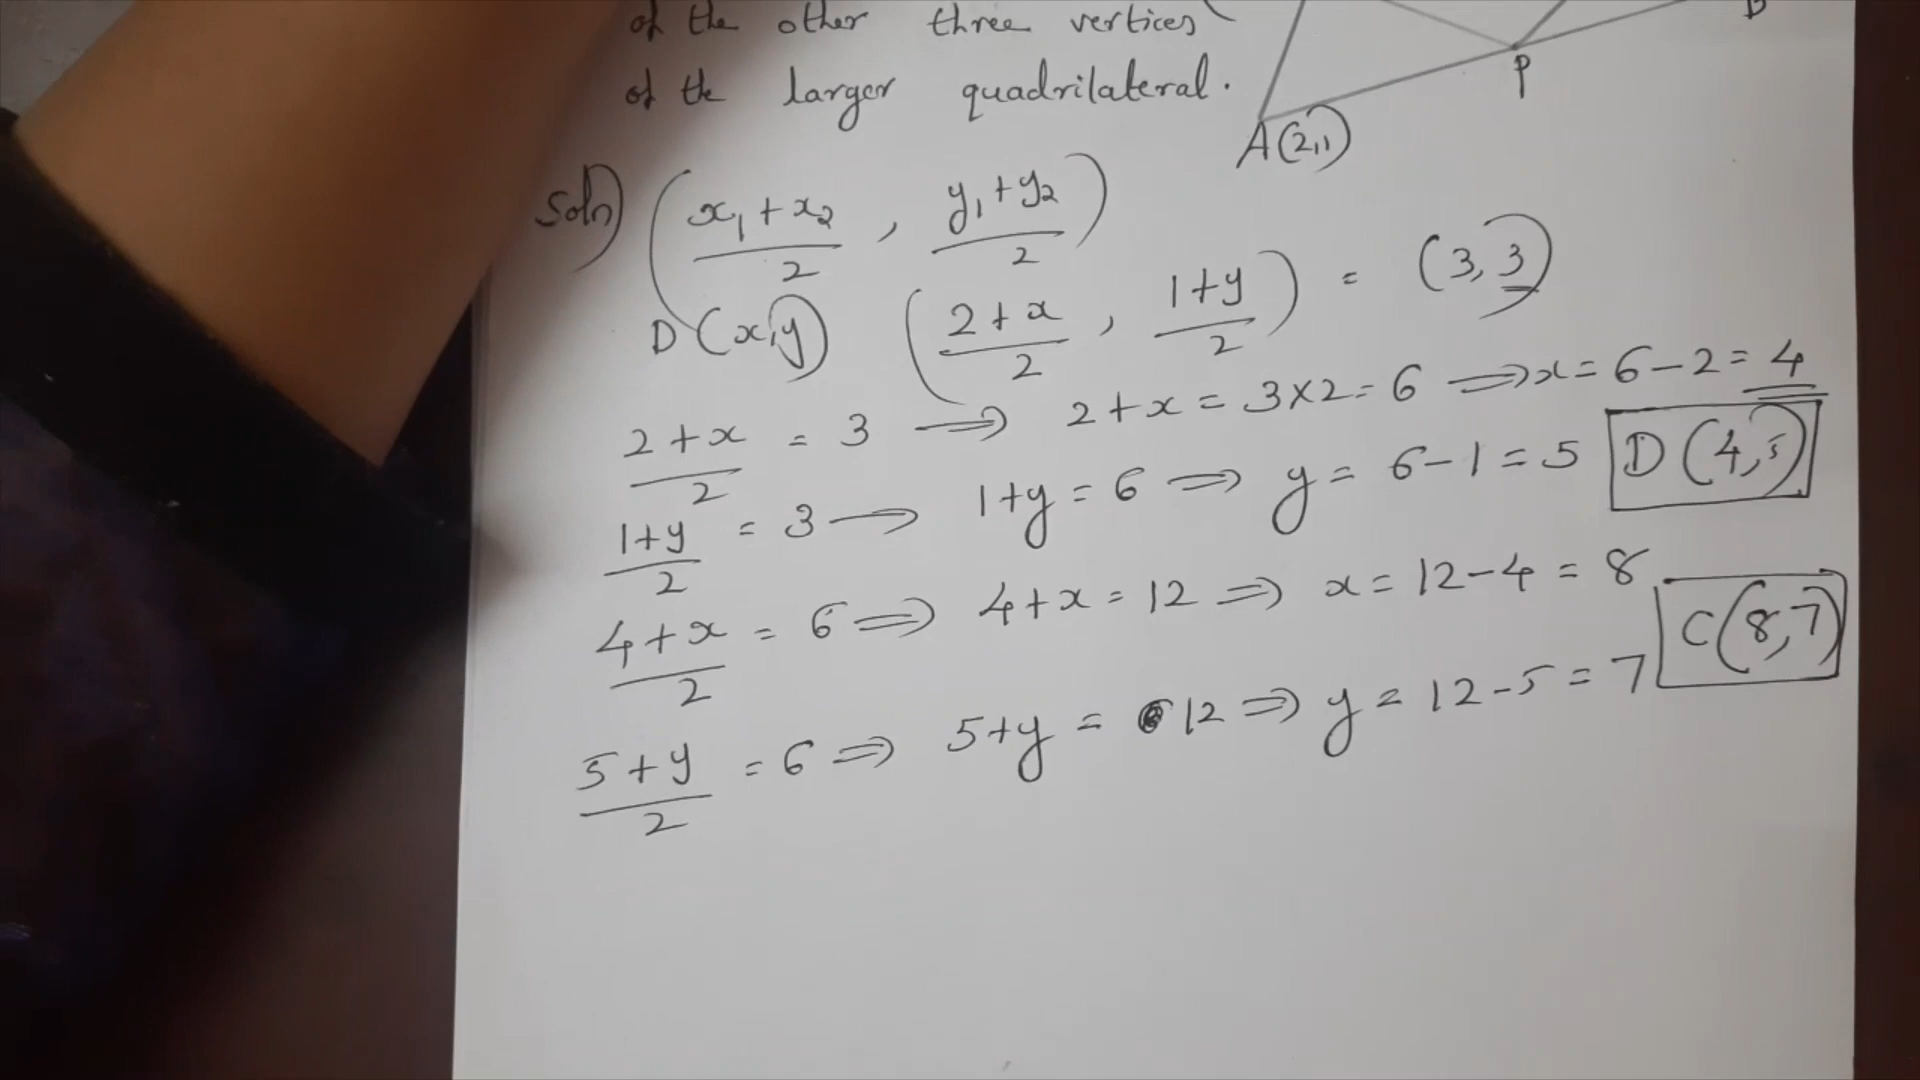 of the other three vertices
of the larger quadrilateral.
P
A(2,1)
Soln) (x₁+x₂/2 , y₁+y₂/2)
D(x,y) (2+x/2 , 1+y/2) = (3,3)
2+x/2 = 3 ⟶ 2+x = 3×2 = 6 ⟹ x = 6-2 = 4
1+y/2 = 3 ⟶ 1+y = 6 ⟹ y = 6-1 = 5 D(4,5)
4+x/2 = 6 ⟹ 4+x = 12 ⟹ x = 12-4 = 8
C(8,7)
5+y/2 = 6 ⟹ 5+y = 12 ⟹ y = 12-5 = 7